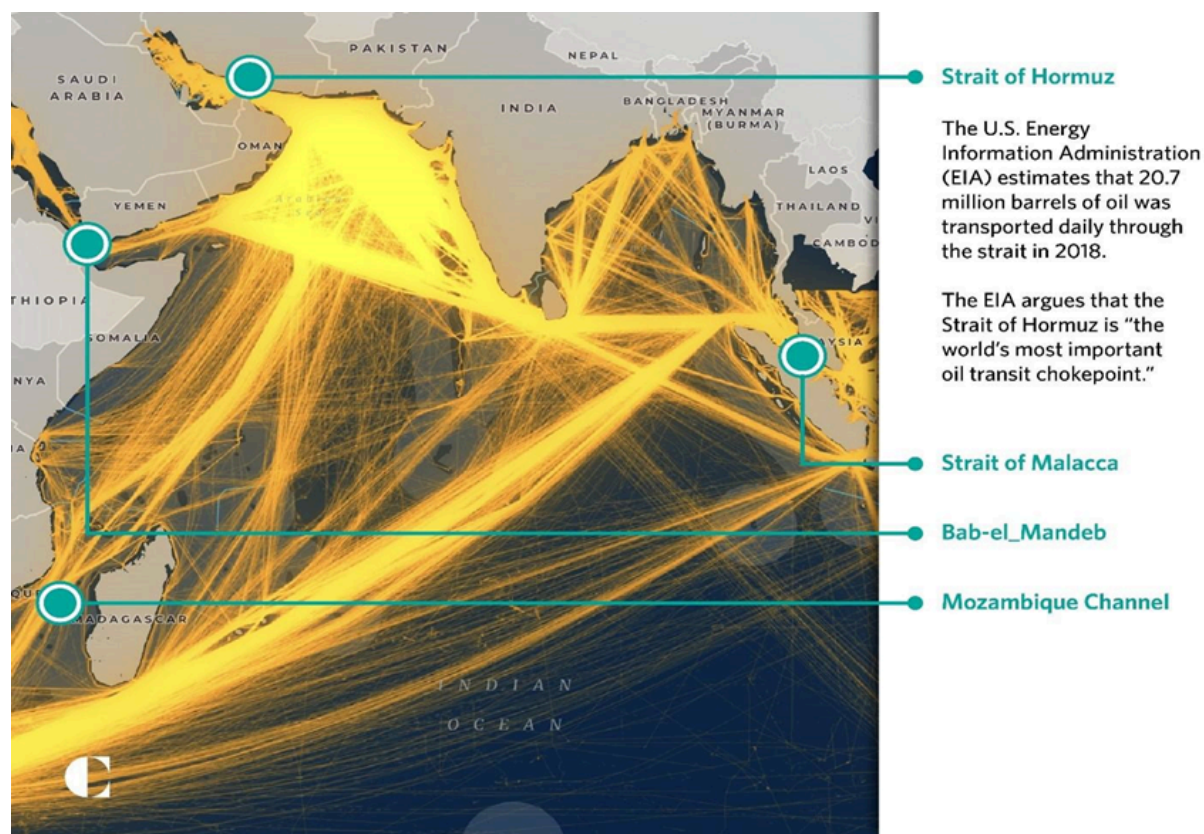 PAKISTAN
NEPAL
SAUDI
ARABIA
INDIA
BANGLADESH
MYANMAR
(BURMA)
OMAN
LAOS
YEMEN
THAILAND
CAMBOD
THIOPIA
SOMALIA
AYSIA
NYA
MADAGASCAR
INDIAN
OCEAN
Strait of Hormuz
The U.S. Energy
Information Administration
(EIA) estimates that 20.7
million barrels of oil was
transported daily through
the strait in 2018.
The EIA argues that the
Strait of Hormuz is “the
world’s most important
oil transit chokepoint.”
Strait of Malacca
Bab-el_Mandeb
Mozambique Channel